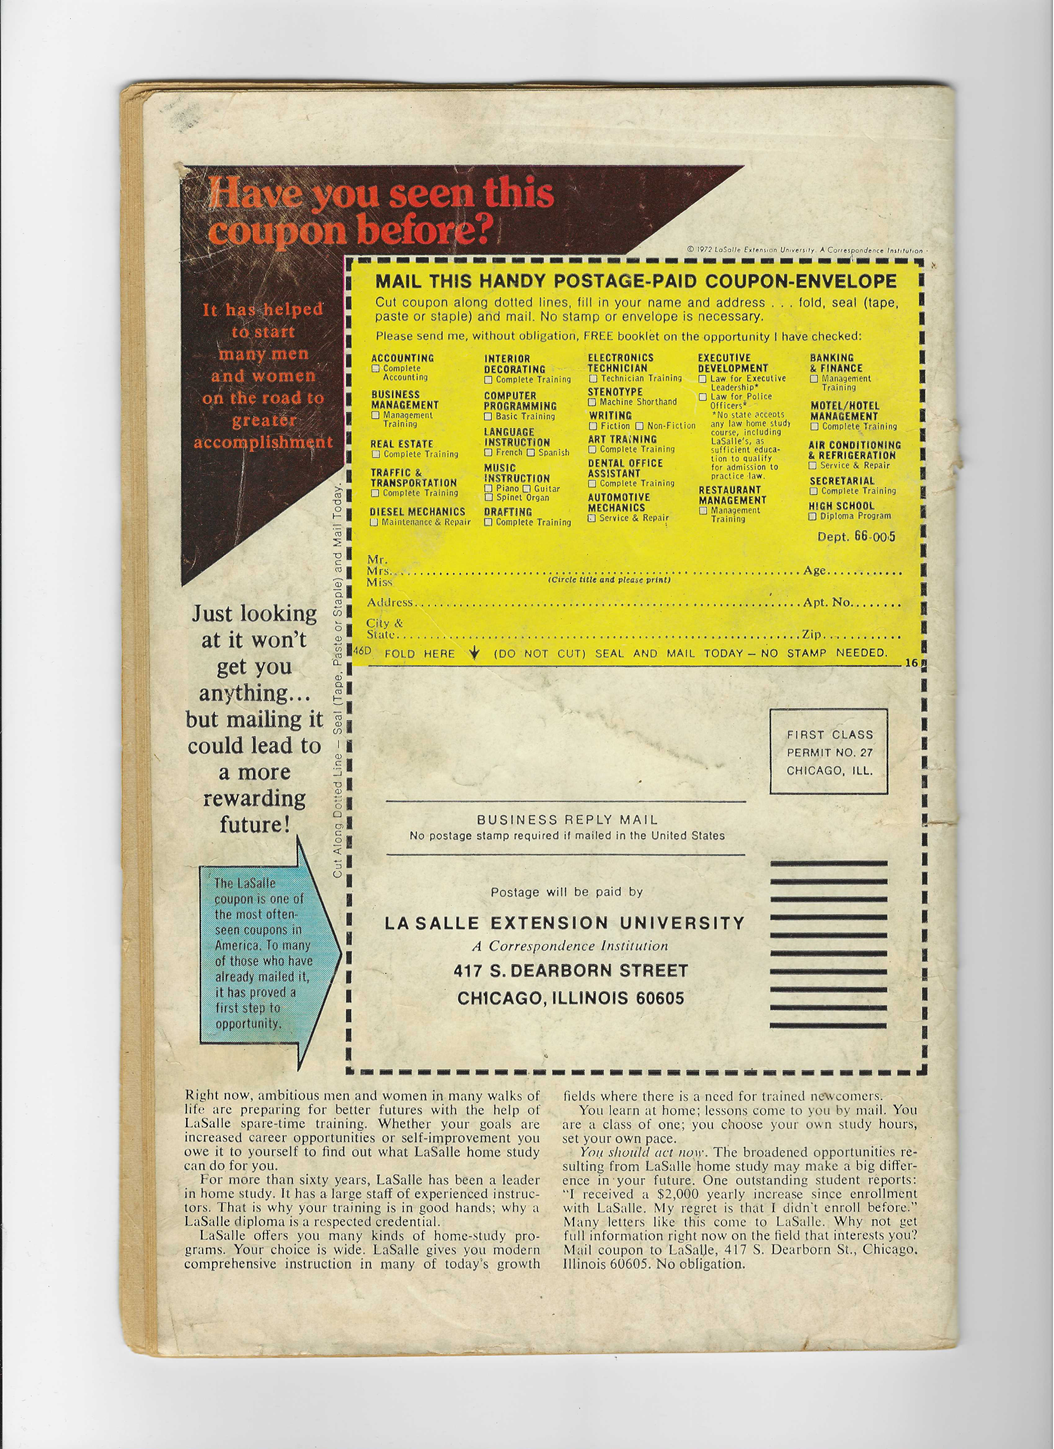 Have you seen this
coupon before?
© 1972 LaSalle Extension University. A Correspondence Institution
It has helped
to start
many men
and women
on the road to
greater
accomplishment
MAIL THIS HANDY POSTAGE-PAID COUPON-ENVELOPE
Cut coupon along dotted lines, fill in your name and address . . . fold, seal (tape,
paste or staple) and mail. No stamp or envelope is necessary.
Please send me, without obligation, FREE booklet on the opportunity I have checked:
ACCOUNTING
☐ Complete
Accounting
BUSINESS
MANAGEMENT
☐ Management
Training
REAL ESTATE
☐ Complete Training
TRAFFIC &
TRANSPORTATION
☐ Complete Training
DIESEL MECHANICS
☐ Maintenance & Repair
INTERIOR
DECORATING
☐ Complete Training
COMPUTER
PROGRAMMING
☐ Basic Training
LANGUAGE
INSTRUCTION
☐ French ☐ Spanish
MUSIC
INSTRUCTION
☐ Piano ☐ Guitar
☐ Spinet Organ
DRAFTING
☐ Complete Training
ELECTRONICS
TECHNICIAN
☐ Technician Training
STENOTYPE
☐ Machine Shorthand
WRITING
☐ Fiction ☐ Non-Fiction
ART TRAINING
☐ Complete Training
DENTAL OFFICE
ASSISTANT
☐ Complete Training
AUTOMOTIVE
MECHANICS
☐ Service & Repair
EXECUTIVE
DEVELOPMENT
☐ Law for Executive
Leadership*
☐ Law for Police
Officers*
*No state accepts
any law home study
course, including
LaSalle's, as
sufficient educa-
tion to qualify
for admission to
practice law.
RESTAURANT
MANAGEMENT
☐ Management
Training
BANKING
& FINANCE
☐ Management
Training
MOTEL/HOTEL
MANAGEMENT
☐ Complete Training
AIR CONDITIONING
& REFRIGERATION
☐ Service & Repair
SECRETARIAL
☐ Complete Training
HIGH SCHOOL
☐ Diploma Program
Dept. 66-005
Mr.
Mrs. Age
Miss (Circle title and please print)
Address Apt. No.
City &
State Zip
46D FOLD HERE ↓ (DO NOT CUT) SEAL AND MAIL TODAY – NO STAMP NEEDED.
16
Cut Along Dotted Line – Seal (Tape, Paste or Staple) and Mail Today.
Just looking
at it won't
get you
anything...
but mailing it
could lead to
a more
rewarding
future!
The LaSalle
coupon is one of
the most often-
seen coupons in
America. To many
of those who have
already mailed it,
it has proved a
first step to
opportunity.
FIRST CLASS
PERMIT NO. 27
CHICAGO, ILL.
BUSINESS REPLY MAIL
No postage stamp required if mailed in the United States
Postage will be paid by
LA SALLE EXTENSION UNIVERSITY
A Correspondence Institution
417 S. DEARBORN STREET
CHICAGO, ILLINOIS 60605
Right now, ambitious men and women in many walks of
life are preparing for better futures with the help of
LaSalle spare-time training. Whether your goals are
increased career opportunities or self-improvement you
owe it to yourself to find out what LaSalle home study
can do for you.
For more than sixty years, LaSalle has been a leader
in home study. It has a large staff of experienced instruc-
tors. That is why your training is in good hands; why a
LaSalle diploma is a respected credential.
LaSalle offers you many kinds of home-study pro-
grams. Your choice is wide. LaSalle gives you modern
comprehensive instruction in many of today's growth
fields where there is a need for trained newcomers.
You learn at home; lessons come to you by mail. You
are a class of one; you choose your own study hours,
set your own pace.
You should act now. The broadened opportunities re-
sulting from LaSalle home study may make a big differ-
ence in your future. One outstanding student reports:
"I received a $2,000 yearly increase since enrollment
with LaSalle. My regret is that I didn't enroll before."
Many letters like this come to LaSalle. Why not get
full information right now on the field that interests you?
Mail coupon to LaSalle, 417 S. Dearborn St., Chicago,
Illinois 60605. No obligation.